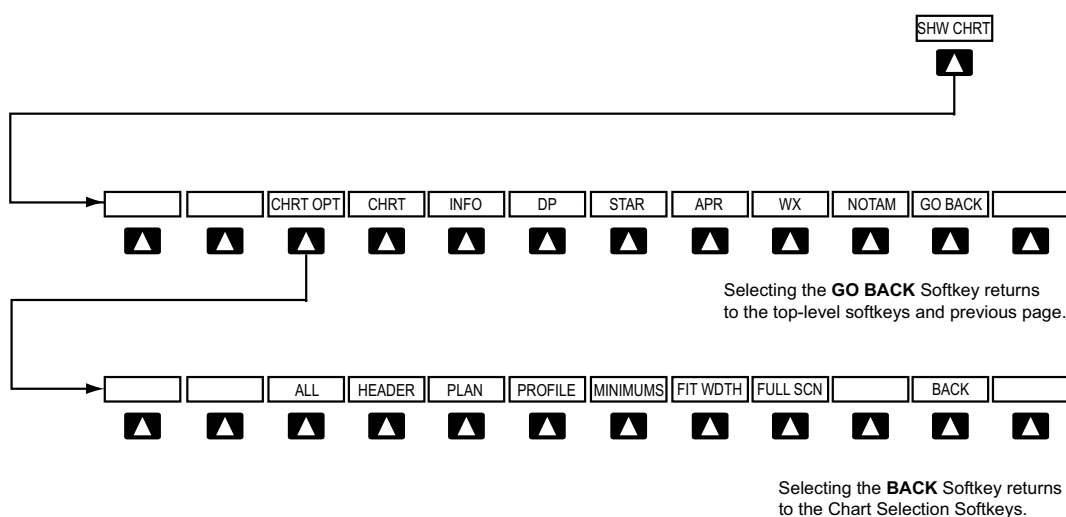 SHW CHRT
CHRT OPT CHRT INFO DP STAR APR WX NOTAM GO BACK
Selecting the GO BACK Softkey returns
to the top-level softkeys and previous page.
ALL HEADER PLAN PROFILE MINIMUMS FIT WDTH FULL SCN BACK
Selecting the BACK Softkey returns
to the Chart Selection Softkeys.